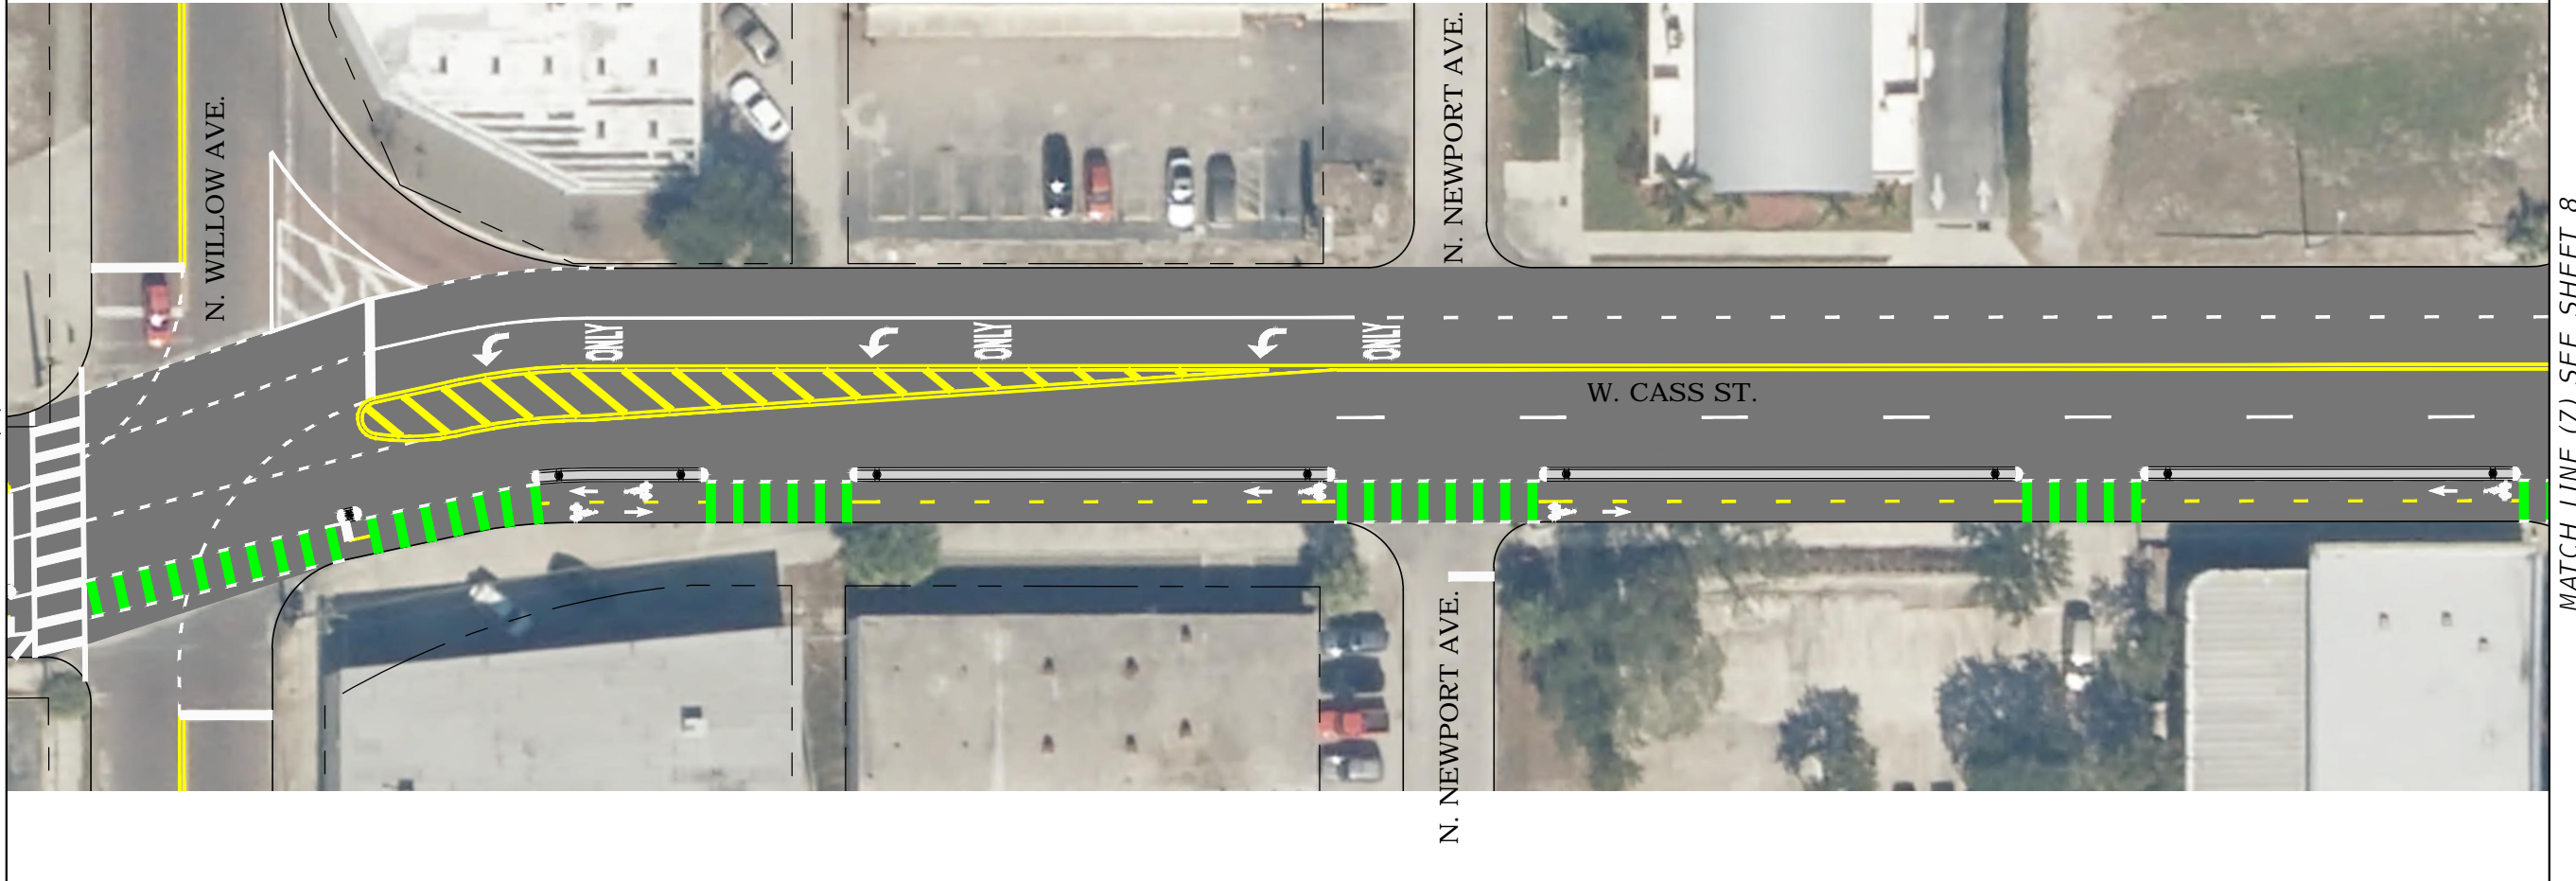 N. WILLOW AVE.
N. NEWPORT AVE.
ONLY
ONLY
ONLY
W. CASS ST.
N. NEWPORT AVE.
MATCH LINE (7) SEE SHEET 8